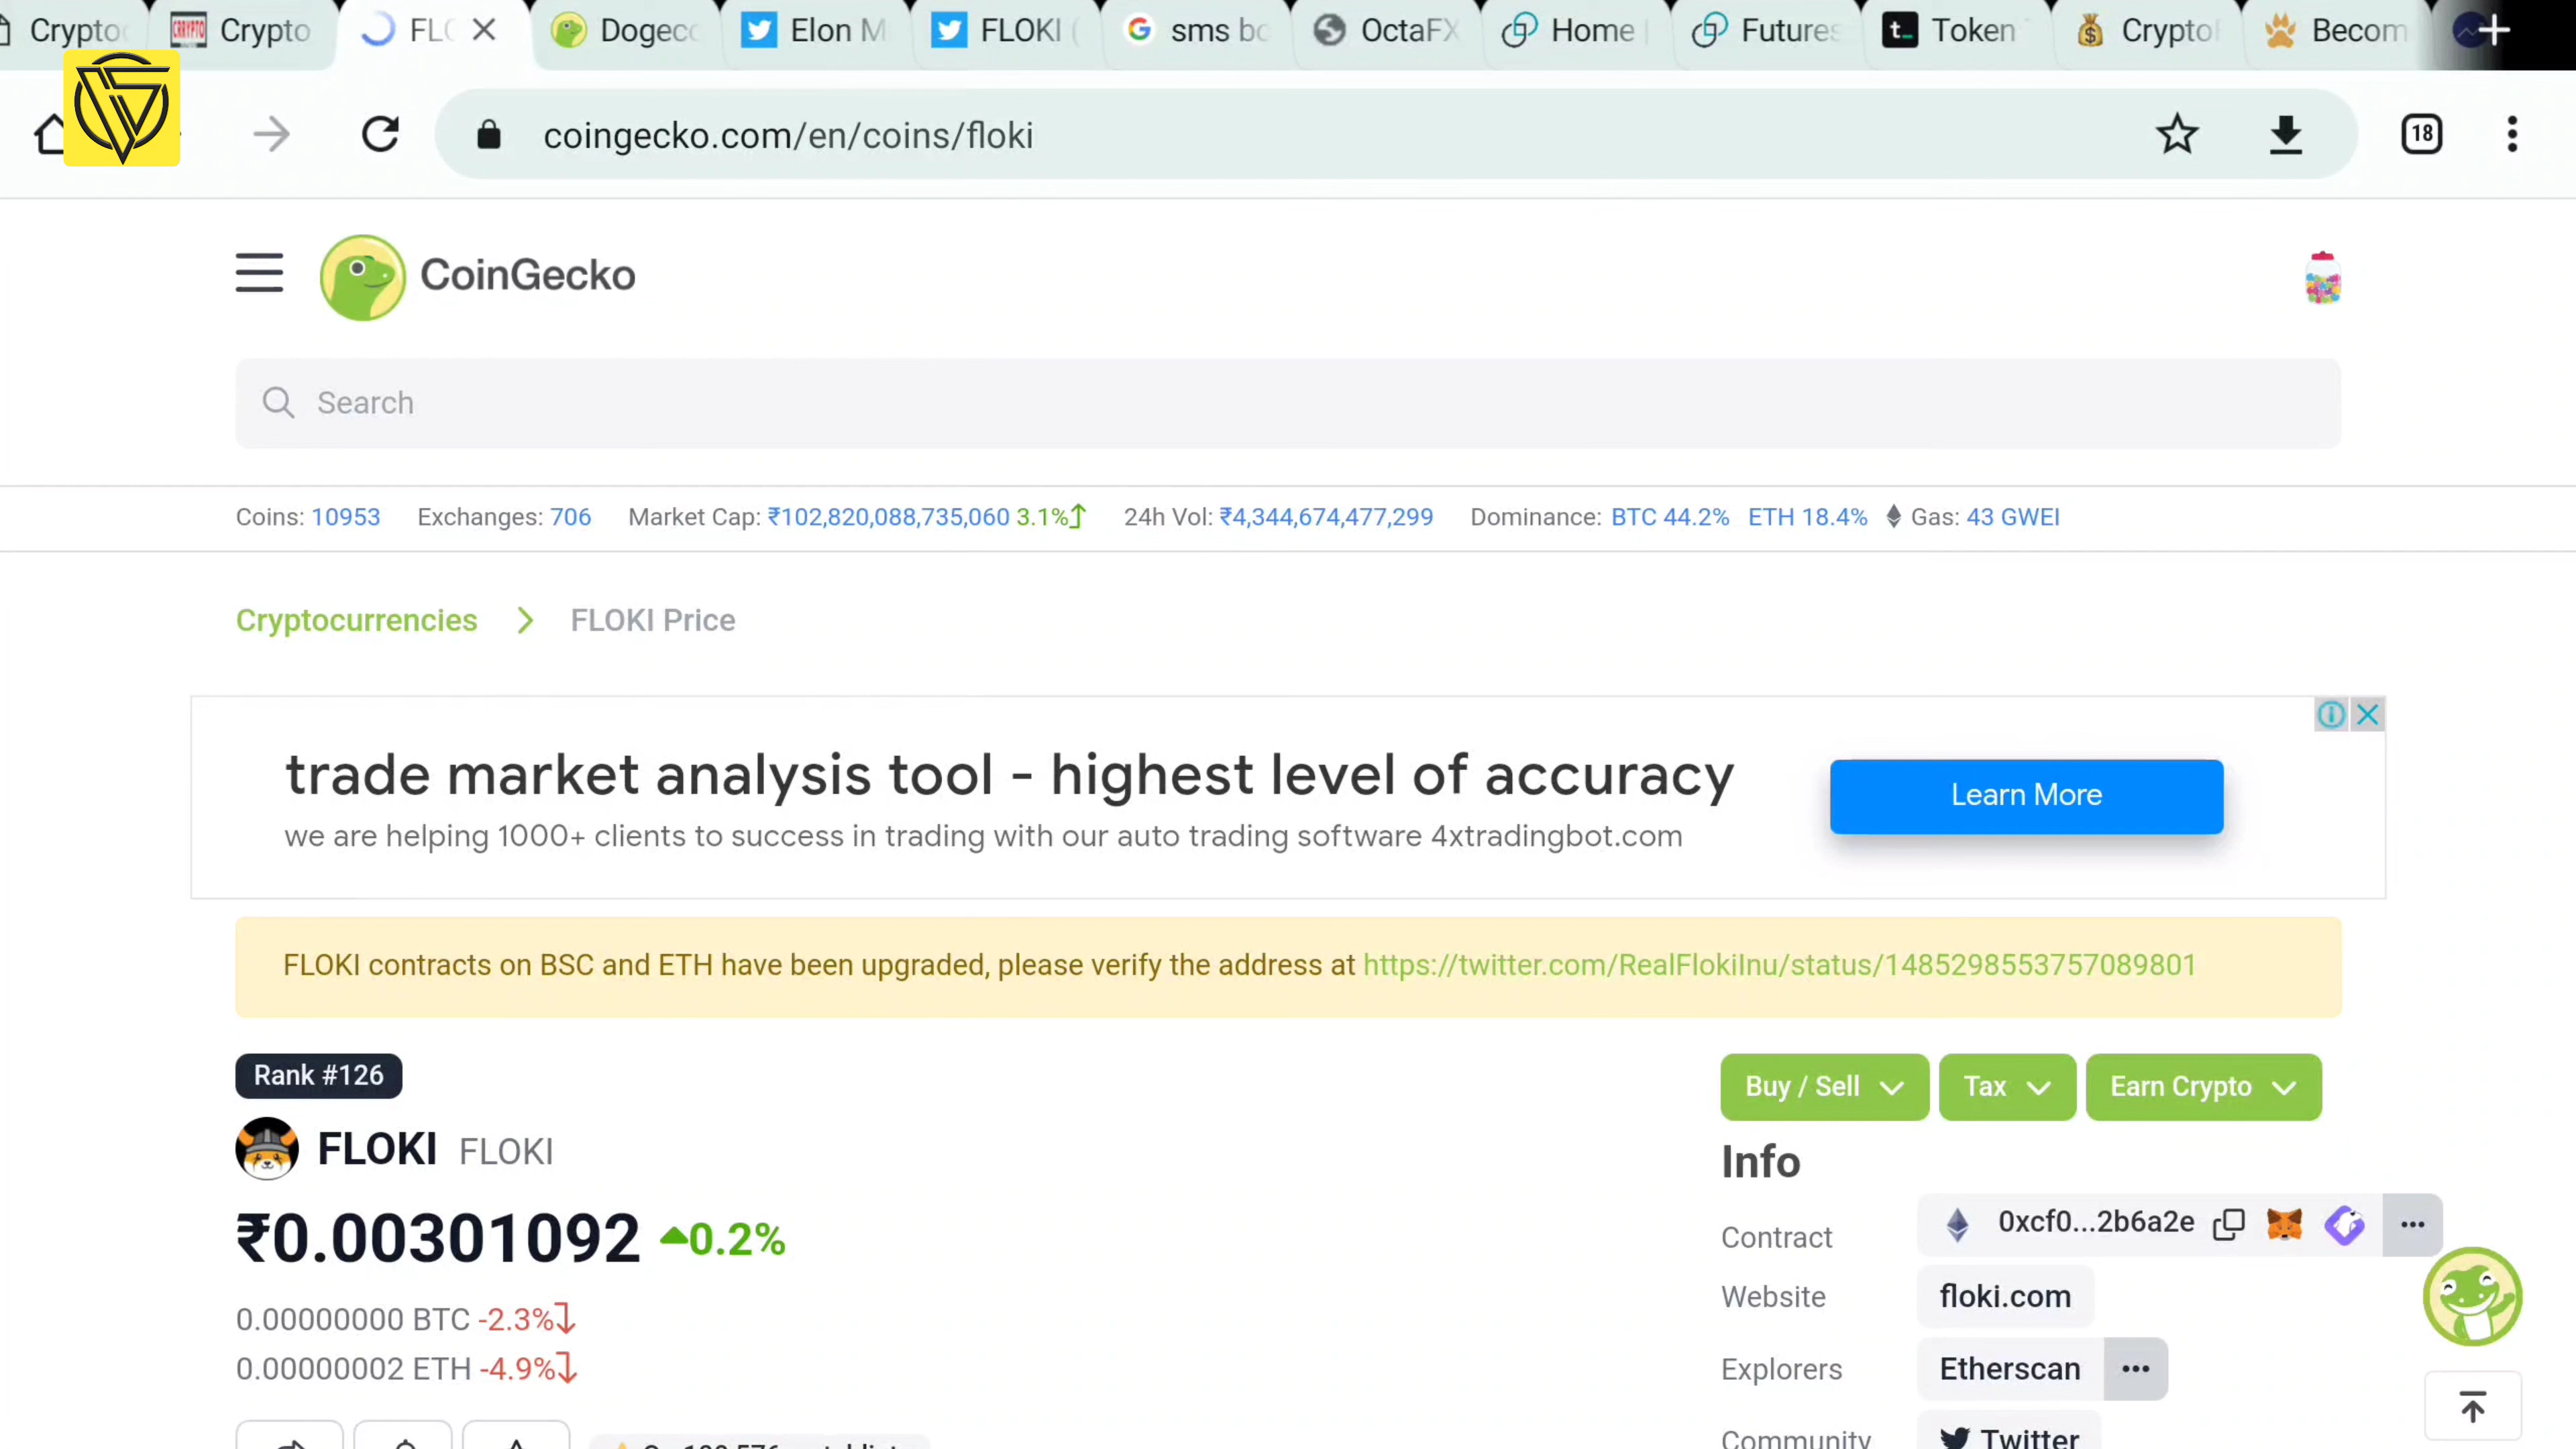 Crypto
Crypto
FLO
Dogec
Elon M
FLOKI (
sms bo
OctaFX
Home
Futures
Token
Cryptol
Becom
coingecko.com/en/coins/floki
18
CoinGecko
Search
Coins: 10953 Exchanges: 706 Market Cap: ₹102,820,088,735,060 3.1% 24h Vol: ₹4,344,674,477,299 Dominance: BTC 44.2% ETH 18.4% Gas: 43 GWEI
Cryptocurrencies > FLOKI Price
trade market analysis tool - highest level of accuracy
we are helping 1000+ clients to success in trading with our auto trading software 4xtradingbot.com
Learn More
FLOKI contracts on BSC and ETH have been upgraded, please verify the address at https://twitter.com/RealFlokiInu/status/1485298553757089801
Rank #126
FLOKI FLOKI
₹0.00301092 0.2%
0.00000000 BTC -2.3%
0.00000002 ETH -4.9%
Buy / Sell
Tax
Earn Crypto
Info
Contract 0xcf0...2b6a2e
Website floki.com
Explorers Etherscan
Community Twitter